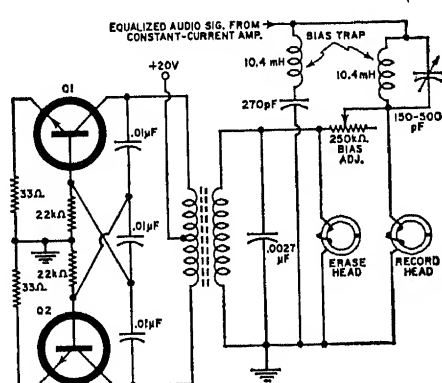 EQUALIZED AUDIO SIG. FROM
CONSTANT-CURRENT AMP.
BIAS TRAP
+20V
10.4 mH
10.4mH
Q1
270pF
150-500
pF
.01µF
250kΩ
BIAS
ADJ.
33Ω
22kΩ
.01µF
.0027
µF
22kΩ
33Ω
ERASE
HEAD
RECORD
HEAD
Q2
.01µF